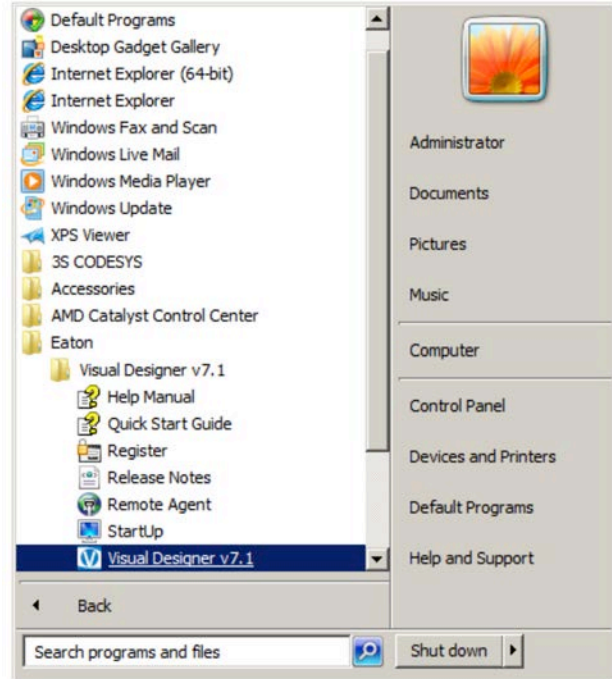 Default Programs
Desktop Gadget Gallery
Internet Explorer (64-bit)
Internet Explorer
Windows Fax and Scan
Windows Live Mail
Windows Media Player
Windows Update
XPS Viewer
3S CODESYS
Accessories
AMD Catalyst Control Center
Eaton
Visual Designer v7.1
Help Manual
Quick Start Guide
Register
Release Notes
Remote Agent
StartUp
Visual Designer v7.1
Back
Search programs and files
Administrator
Documents
Pictures
Music
Computer
Control Panel
Devices and Printers
Default Programs
Help and Support
Shut down